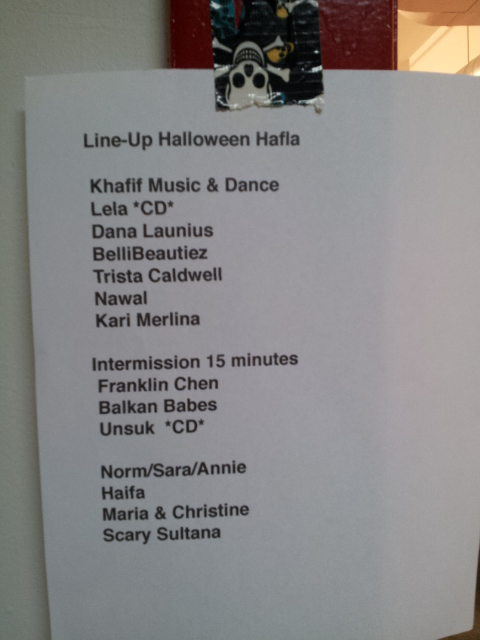 Line-Up Halloween Hafla
Khafif Music & Dance
Lela *CD*
Dana Launius
BelliBeautiez
Trista Caldwell
Nawal
Kari Merlina
Intermission 15 minutes
Franklin Chen
Balkan Babes
Unsuk *CD*
Norm/Sara/Annie
Haifa
Maria & Christine
Scary Sultana